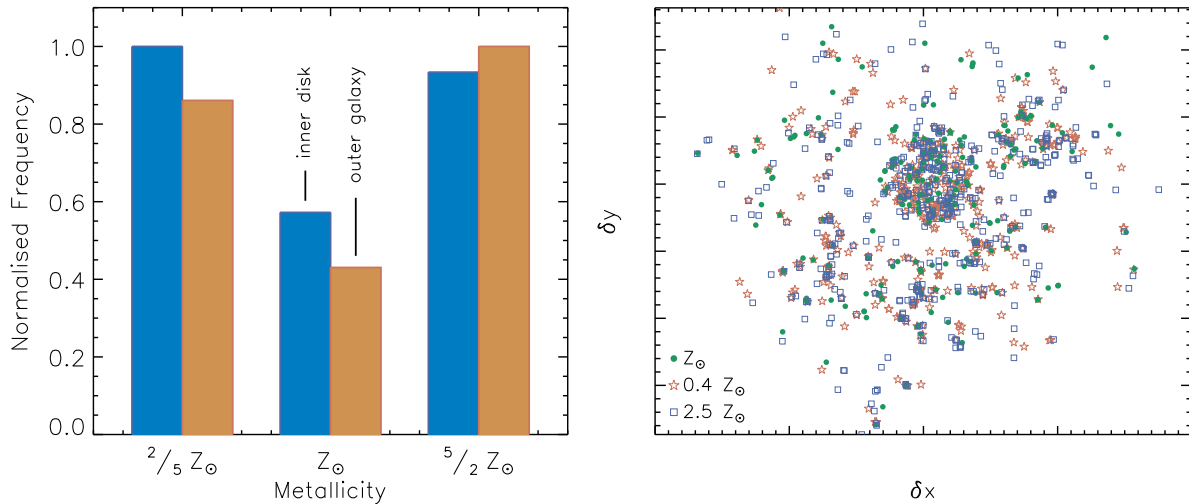 Normalised Frequency
1.0
0.8
0.6
0.4
0.2
0.0
inner disk
outer galaxy
²/₅ Z☉
Z☉
⁵/₂ Z☉
Metallicity
δy
Z☉
0.4 Z☉
2.5 Z☉
δx